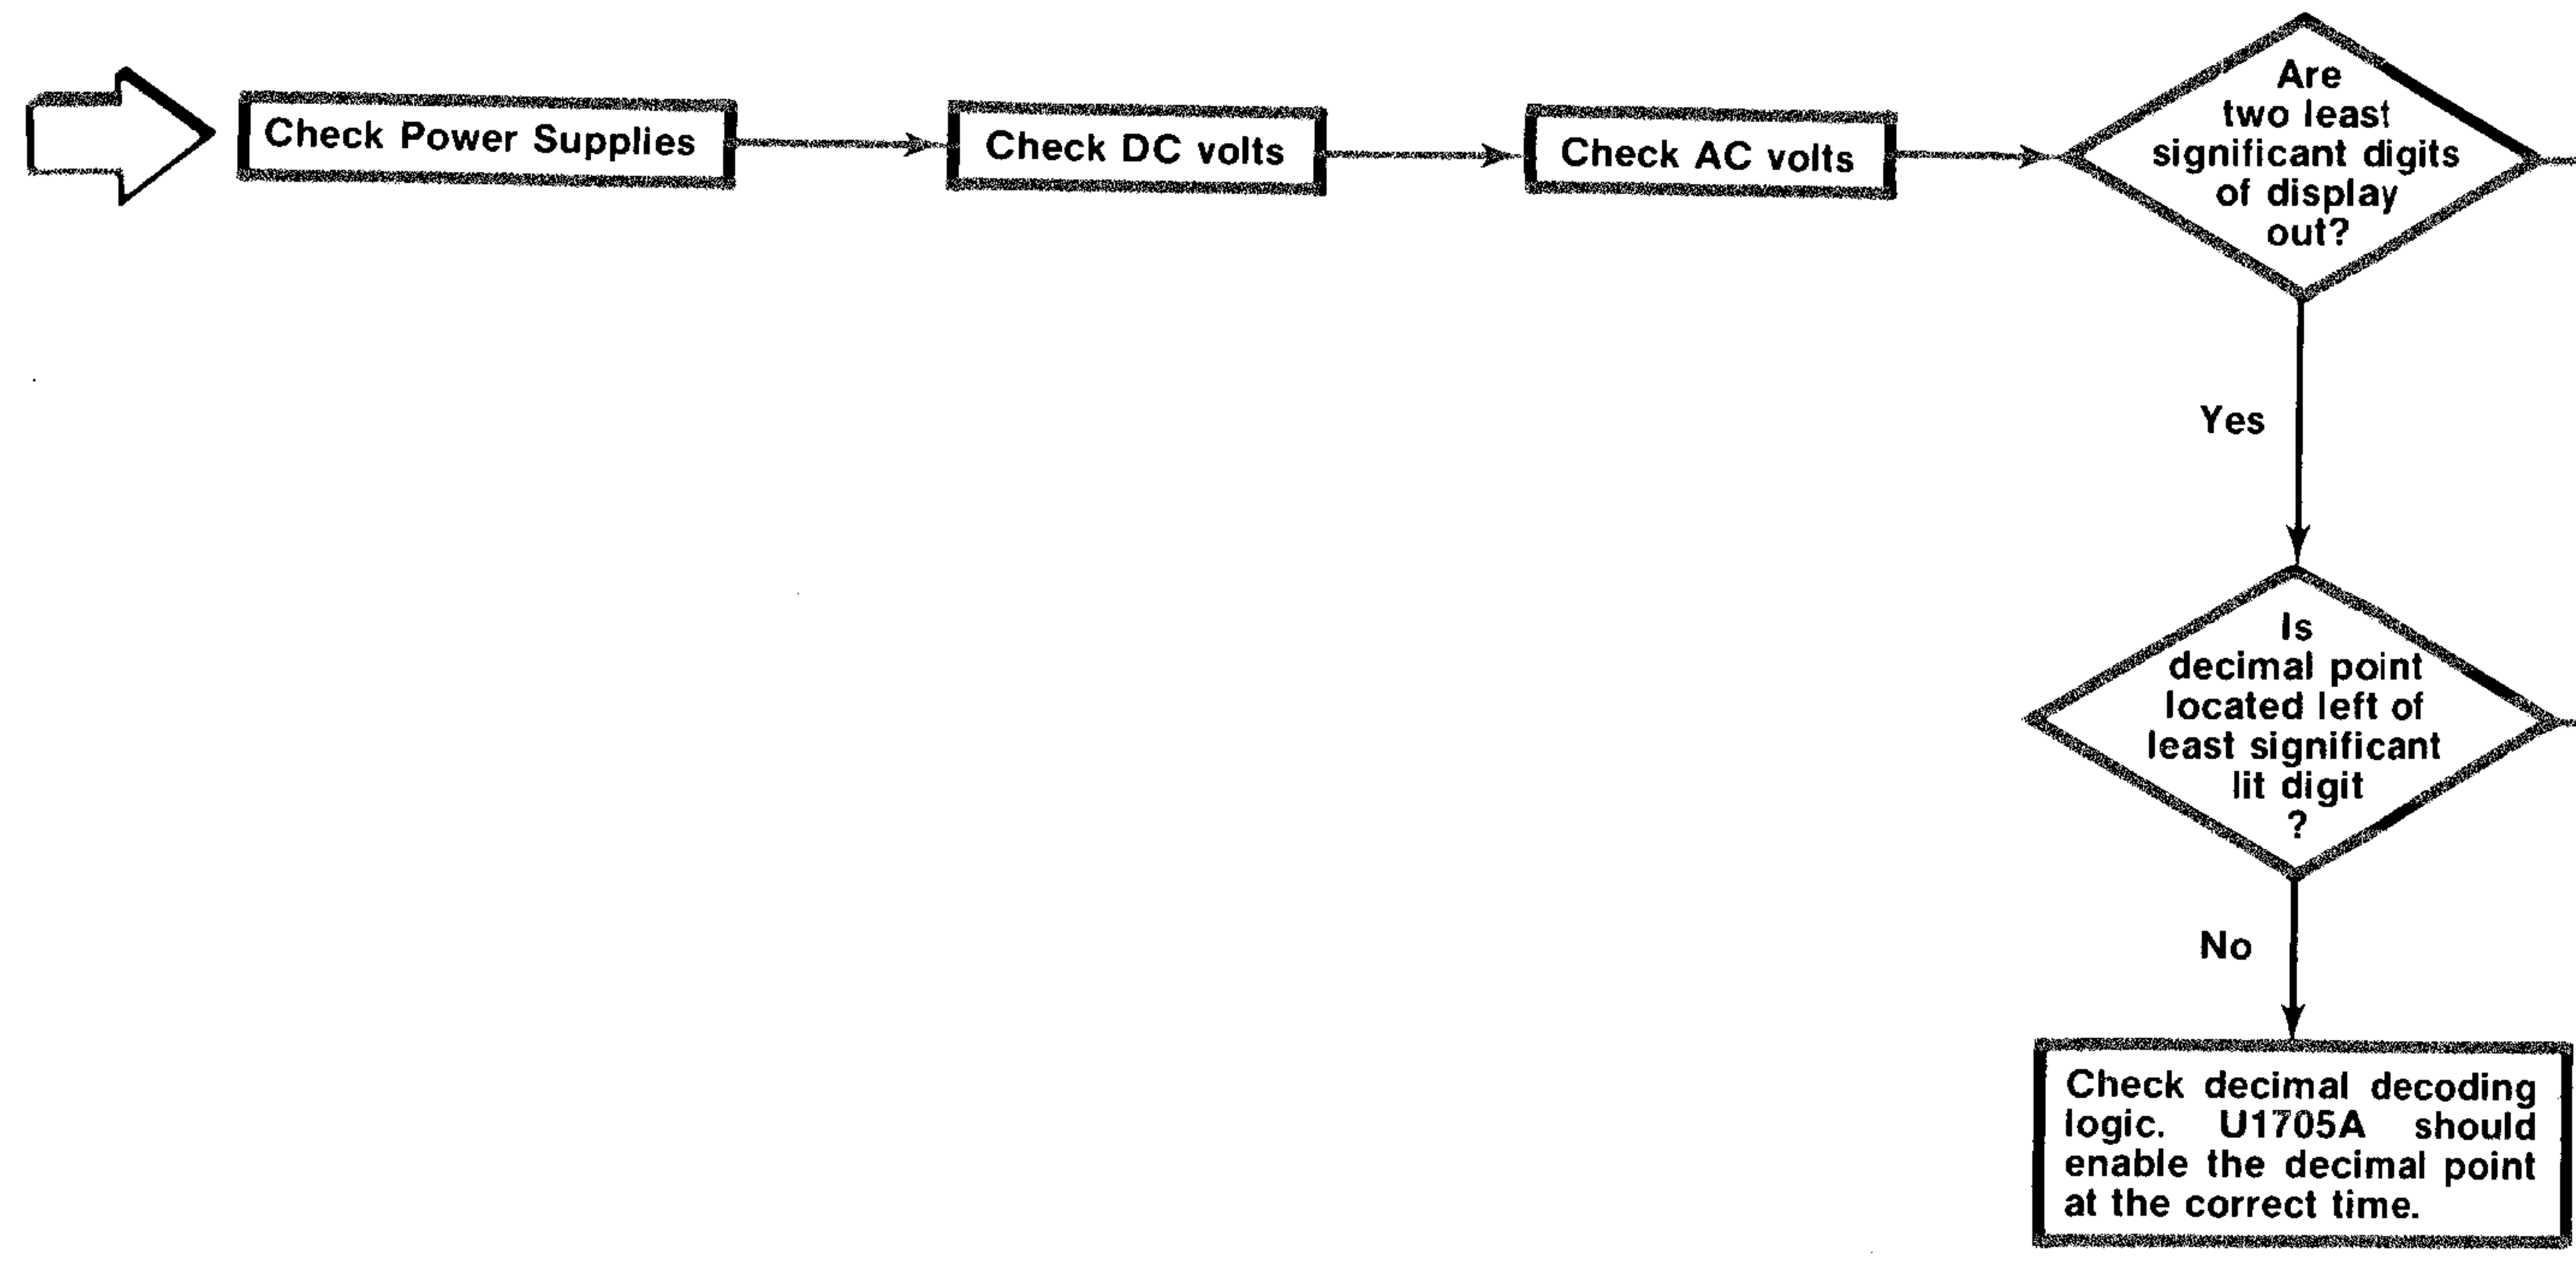 Check Power Supplies
Check DC volts
Check AC volts
Are
two least
significant digits
of display
out?
Yes
Is
decimal point
located left of
least significant
lit digit
?
No
Check decimal decoding
logic. U1705A should
enable the decimal point
at the correct time.